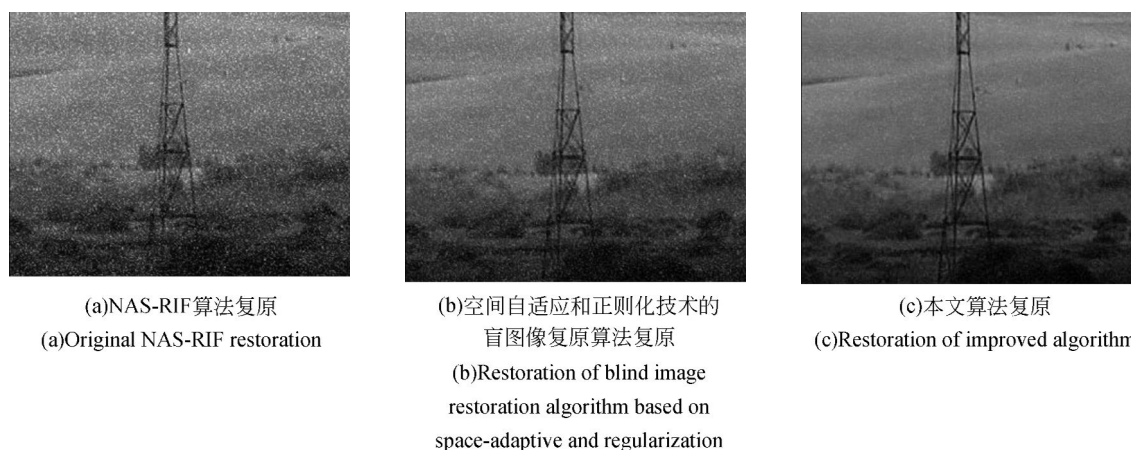 (a)NAS-RIF算法复原
(a)Original NAS-RIF restoration
(b)空间自适应和正则化技术的
盲图像复原算法复原
(b)Restoration of blind image
restoration algorithm based on
space-adaptive and regularization
(c)本文算法复原
(c)Restoration of improved algorithm